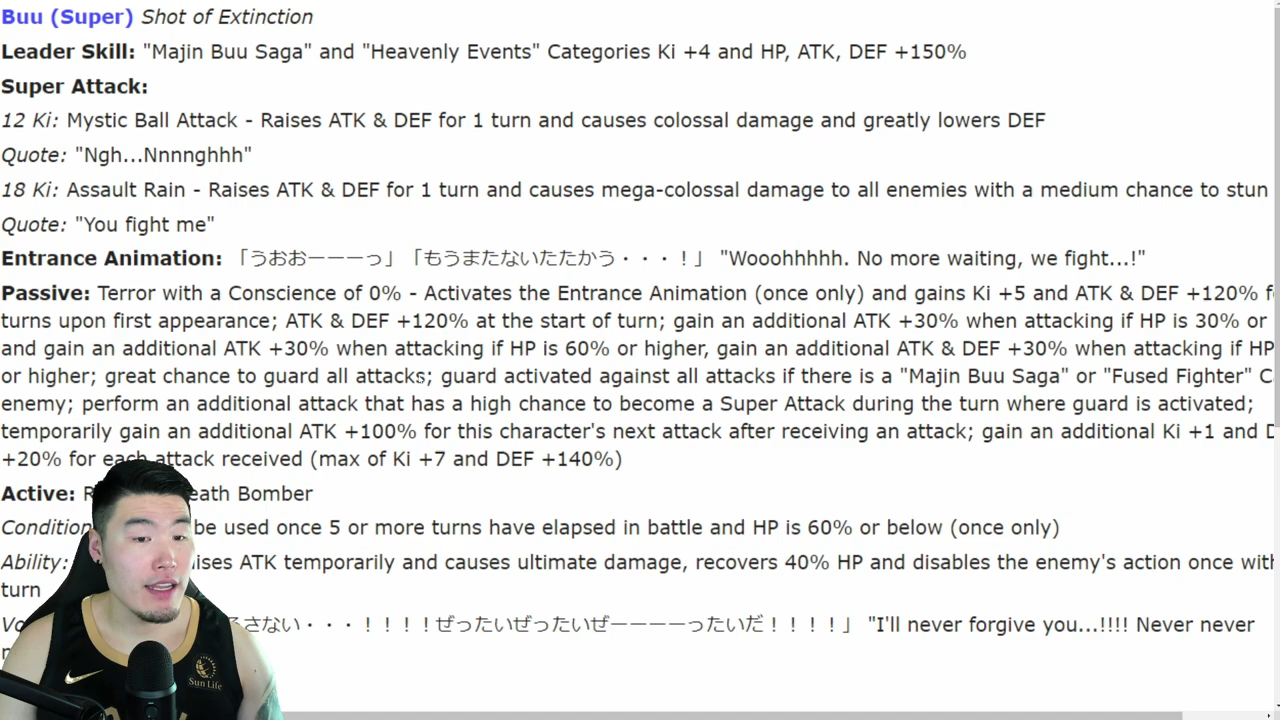 Buu (Super) Shot of Extinction
Leader Skill: "Majin Buu Saga" and "Heavenly Events" Categories Ki +4 and HP, ATK, DEF +150%
Super Attack:
12 Ki: Mystic Ball Attack - Raises ATK & DEF for 1 turn and causes colossal damage and greatly lowers DEF
Quote: "Ngh...Nnnnghhh"
18 Ki: Assault Rain - Raises ATK & DEF for 1 turn and causes mega-colossal damage to all enemies with a medium chance to stun
Quote: "You fight me"
Entrance Animation: 「うおおーーーっ」「もうまたないたたかう・・・！」 "Wooohhhhh. No more waiting, we fight...!"
Passive: Terror with a Conscience of 0% - Activates the Entrance Animation (once only) and gains Ki +5 and ATK & DEF +120%
turns upon first appearance; ATK & DEF +120% at the start of turn; gain an additional ATK +30% when attacking if HP is 30% or
and gain an additional ATK +30% when attacking if HP is 60% or higher, gain an additional ATK & DEF +30% when attacking if HP
or higher; great chance to guard all attacks; guard activated against all attacks if there is a "Majin Buu Saga" or "Fused Fighter"
enemy; perform an additional attack that has a high chance to become a Super Attack during the turn where guard is activated;
temporarily gain an additional ATK +100% for this character's next attack after receiving an attack; gain an additional Ki +1 and
+20% for each attack received (max of Ki +7 and DEF +140%)
Active: eath Bomber
Condition be used once 5 or more turns have elapsed in battle and HP is 60% or below (once only)
Ability: ises ATK temporarily and causes ultimate damage, recovers 40% HP and disables the enemy's action once
turn
さない・・・！！！！ぜったいぜったいぜーーーーったいだ！！！！」 "I'll never forgive you...!!!! Never never
Sun Life